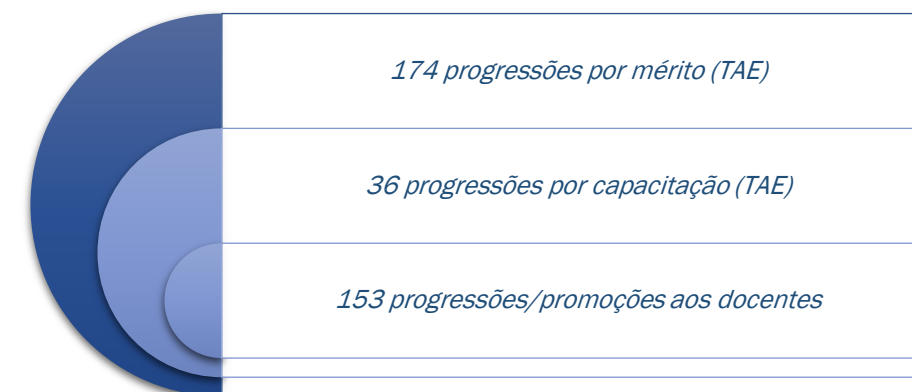 174 progressões por mérito (TAE)
36 progressões por capacitação (TAE)
153 progressões/promoções aos docentes